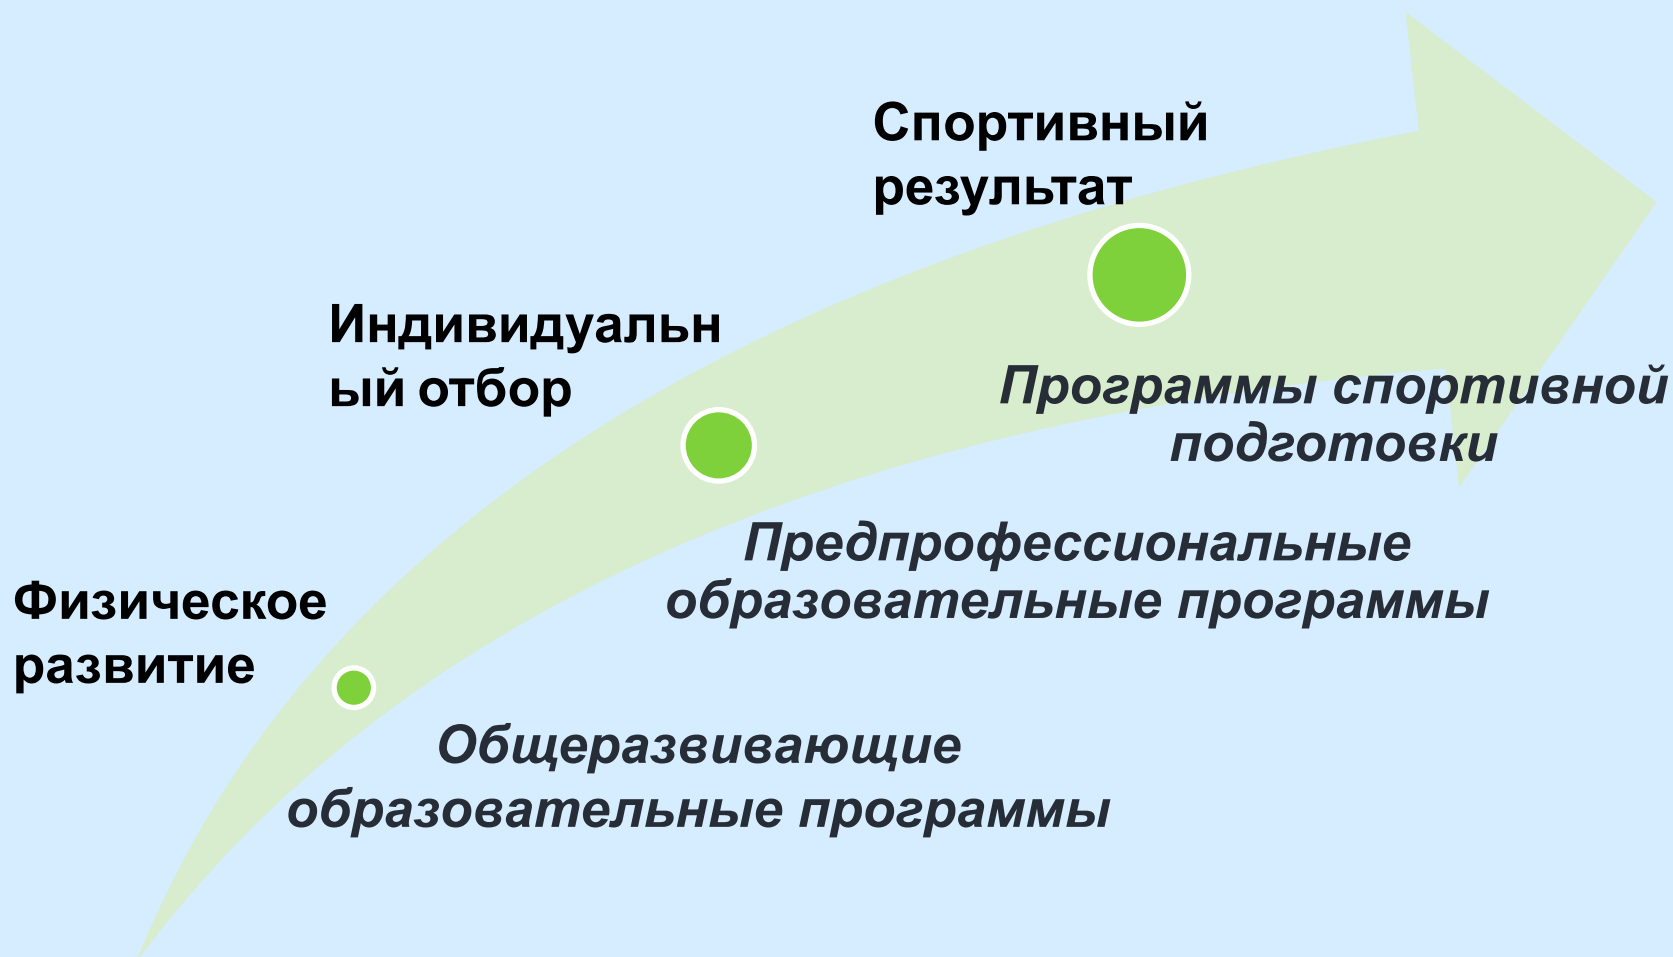 Спортивный
результат
Индивидуальн
ый отбор
Программы спортивной
подготовки
Предпрофессиональные
образовательные программы
Физическое
развитие
Общеразвивающие
образовательные программы